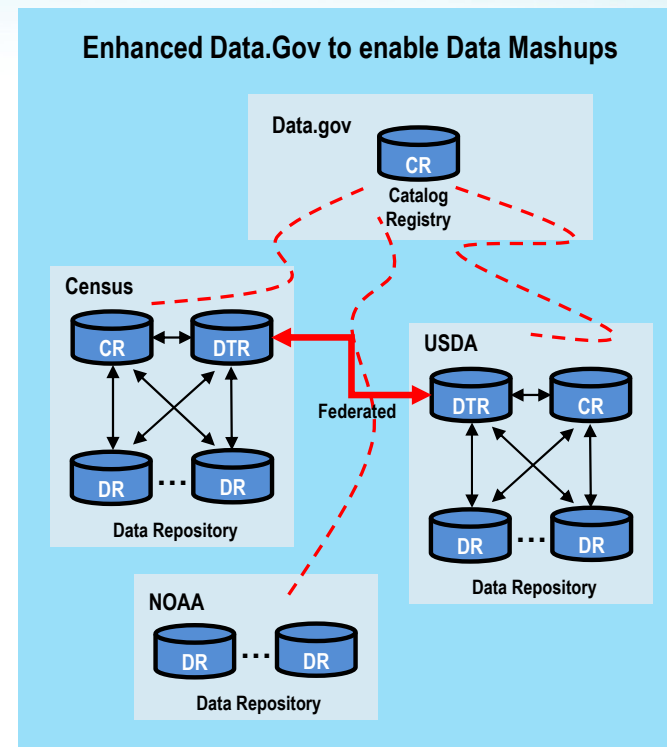 Enhanced Data.Gov to enable Data Mashups
Data.gov
CR
Catalog
Registry
Census
CR
DTR
DR
...
DR
Data Repository
Federated
USDA
DTR
CR
DR
...
DR
Data Repository
NOAA
DR
...
DR
Data Repository